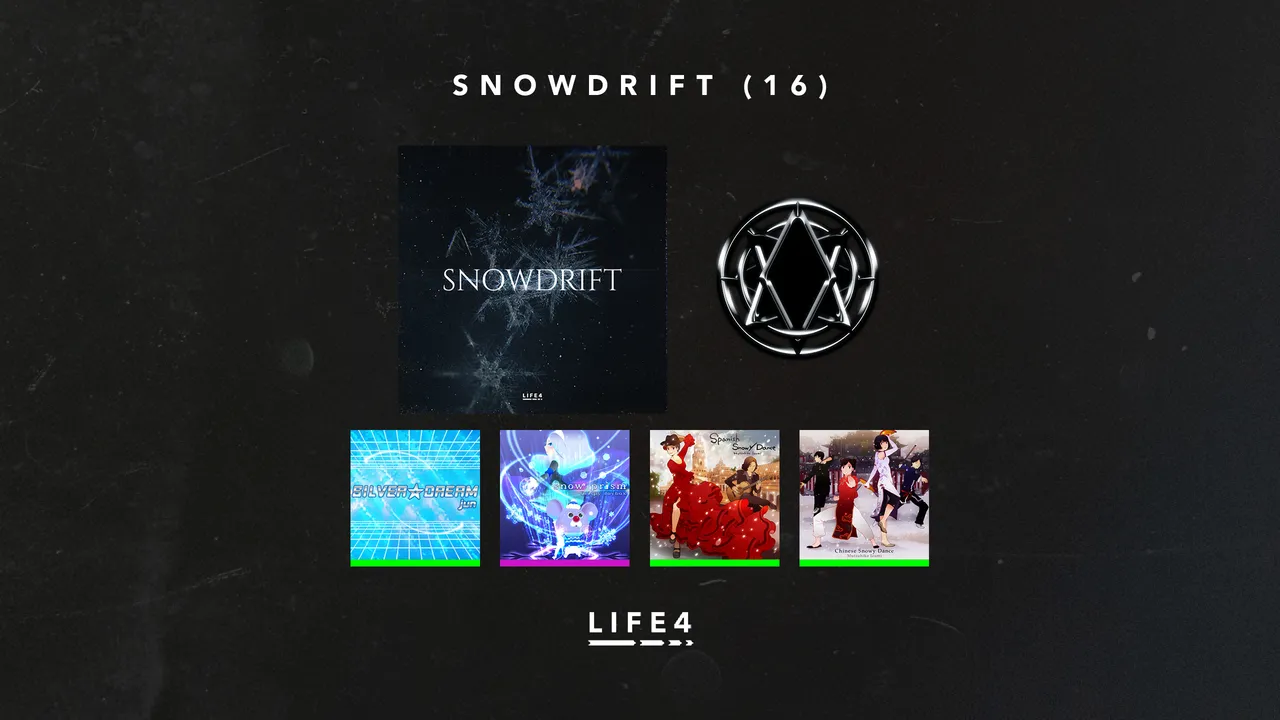 SNOWDRIFT (16)
SNOWDRIFT
LIFE4
SILVER★DREAM
jun
Snow prism
Spanish
Snowy Dance
Chinese Snowy Dance
LIFE4